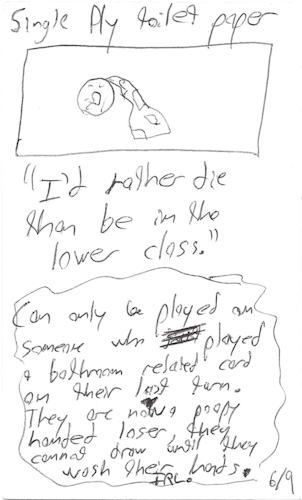 Single Ply toilet paper
"I'd rather die
than be in the
lower class."
Can only be played on
someone who played
a bathroom related card
on their last turn.
They are now a poopy
handed loser they
cannot draw until they
wash their hands
IRL.
6/9